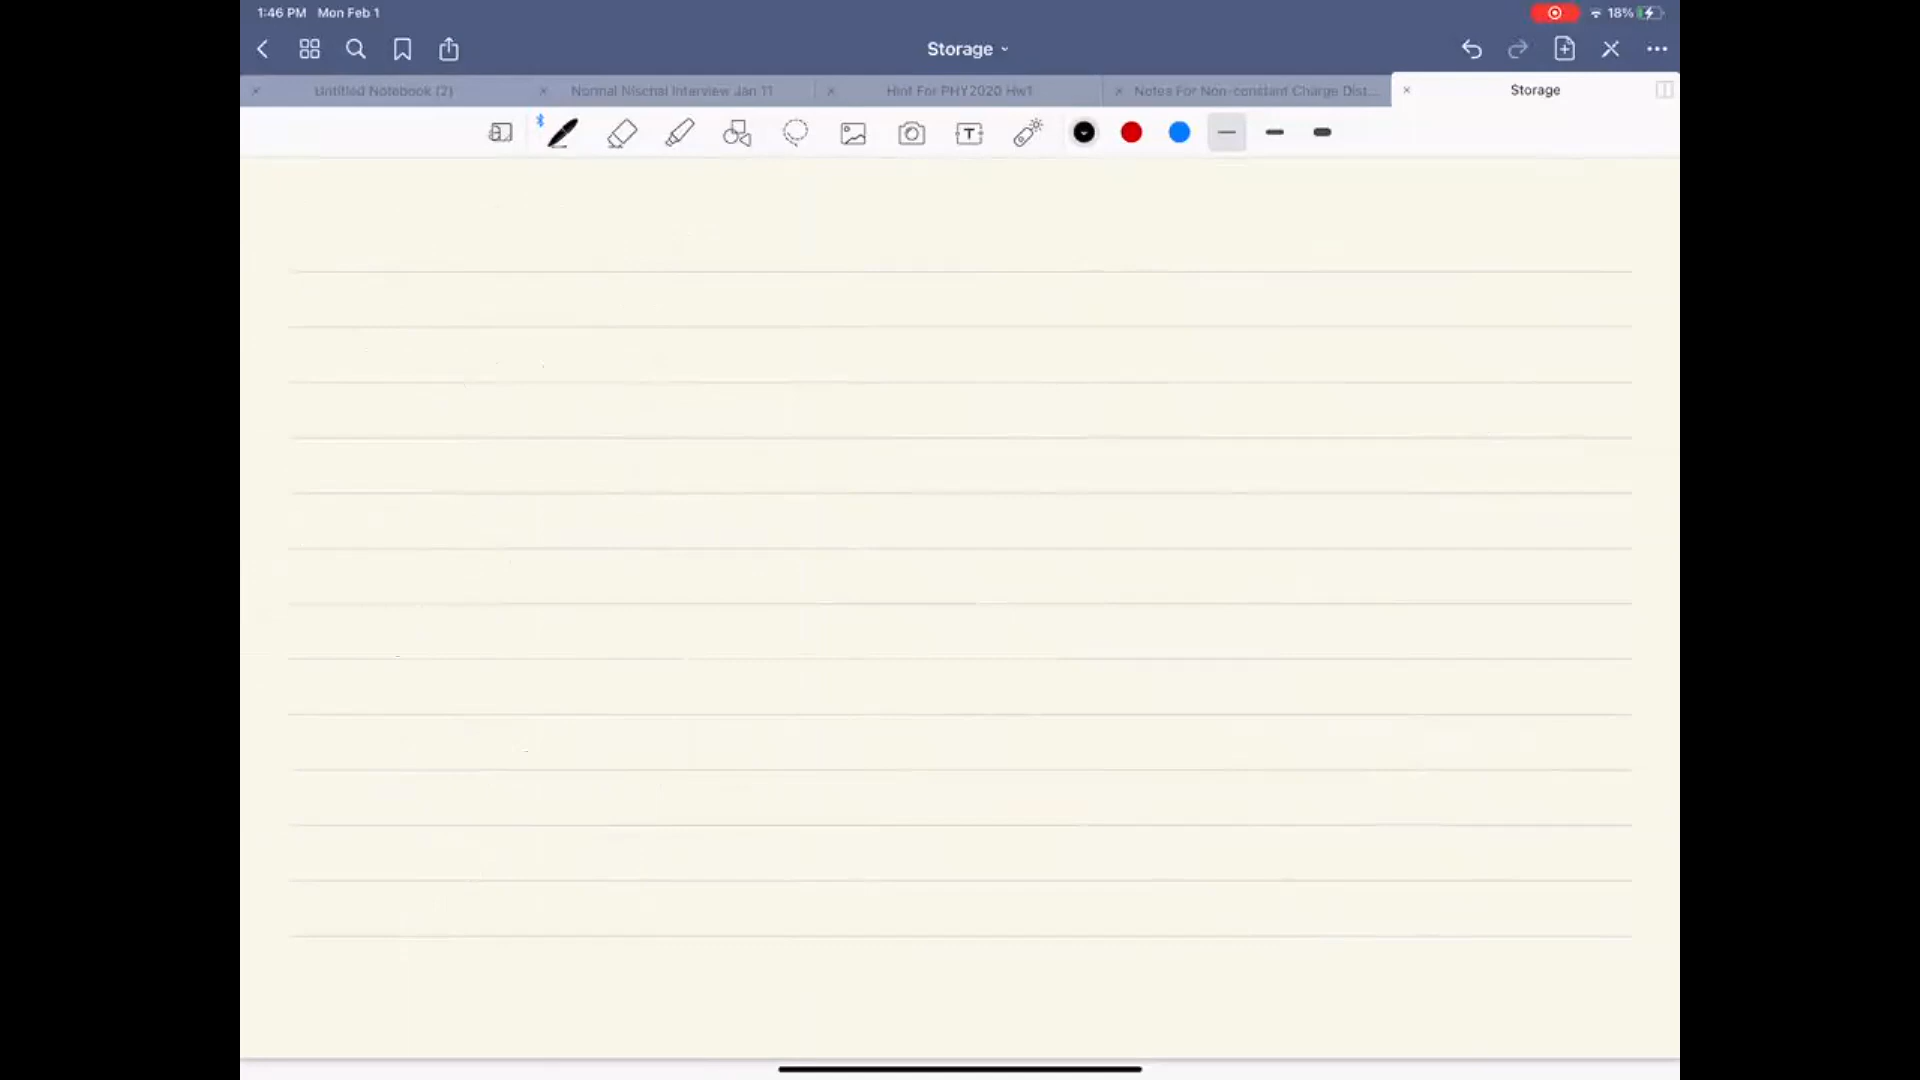 1:46 PM Mon Feb 1
18%
Storage
Untitled Notebook (2)
Normal Nischal Interview Jan 11
Hint For PHY2020 Hw1
Notes For Non-constant Charge Dist...
Storage
T